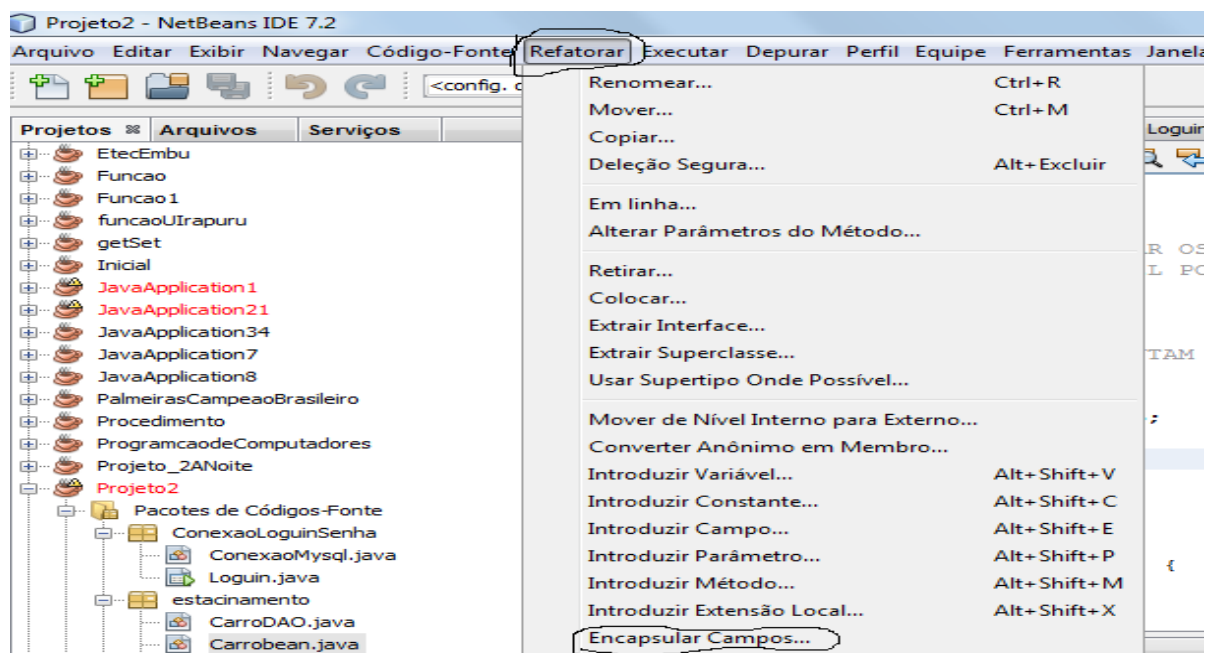 Projeto2 - NetBeans IDE 7.2
Arquivo Editar Exibir Navegar Código-Fonte Refatorar Executar Depurar Perfil Equipe Ferramentas
<config.
Projetos Arquivos Serviços
EtecEmbu
Funcao
Funcao1
funcaoUIrapuru
getSet
Inicial
JavaApplication1
JavaApplication21
JavaApplication34
JavaApplication7
JavaApplication8
PalmeirasCampeaoBrasileiro
Procedimento
ProgramcaodeComputadores
Projeto_2ANoite
Projeto2
Pacotes de Códigos-Fonte
ConexaoLoguinSenha
ConexaoMysql.java
Loguin.java
estacinamento
CarroDAO.java
Carrobean.java
Renomear... Ctrl+R
Mover... Ctrl+M
Copiar...
Deleção Segura... Alt+Excluir
Em linha...
Alterar Parâmetros do Método...
Retirar...
Colocar...
Extrair Interface...
Extrair Superclasse...
Usar Supertipo Onde Possível...
Mover de Nível Interno para Externo...
Converter Anônimo em Membro...
Introduzir Variável... Alt+Shift+V
Introduzir Constante... Alt+Shift+C
Introduzir Campo... Alt+Shift+E
Introduzir Parâmetro... Alt+Shift+P
Introduzir Método... Alt+Shift+M
Introduzir Extensão Local... Alt+Shift+X
Encapsular Campos...
Loguin
R OS
L PO
TAM
;
{